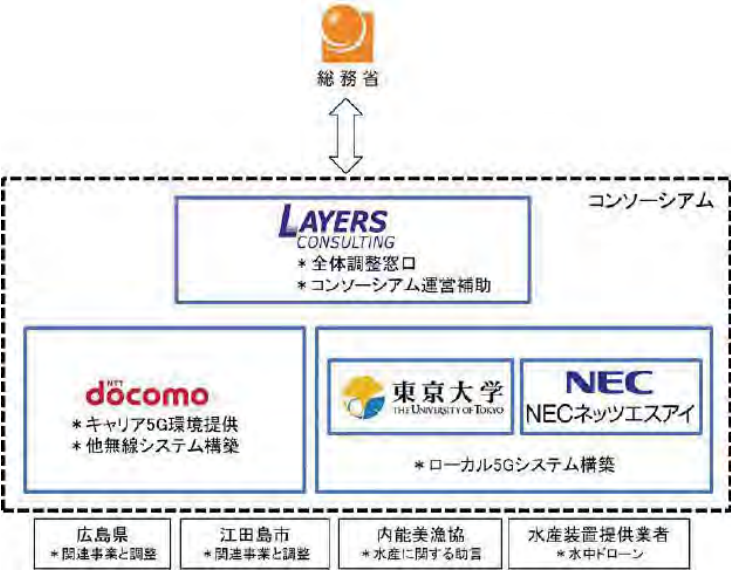 総務省
コンソーシアム
LAYERS
CONSULTING
*全体調整窓口
*コンソーシアム運営補助
NTT
docomo
*キャリア5G環境提供
*他無線システム構築
東京大学
THE UNIVERSITY OF TOKYO
NEC
NECネッツエスアイ
*ローカル5Gシステム構築
広島県
*関連事業と調整
江田島市
*関連事業と調整
内能美漁協
*水産に関する助言
水産装置提供業者
*水中ドローン